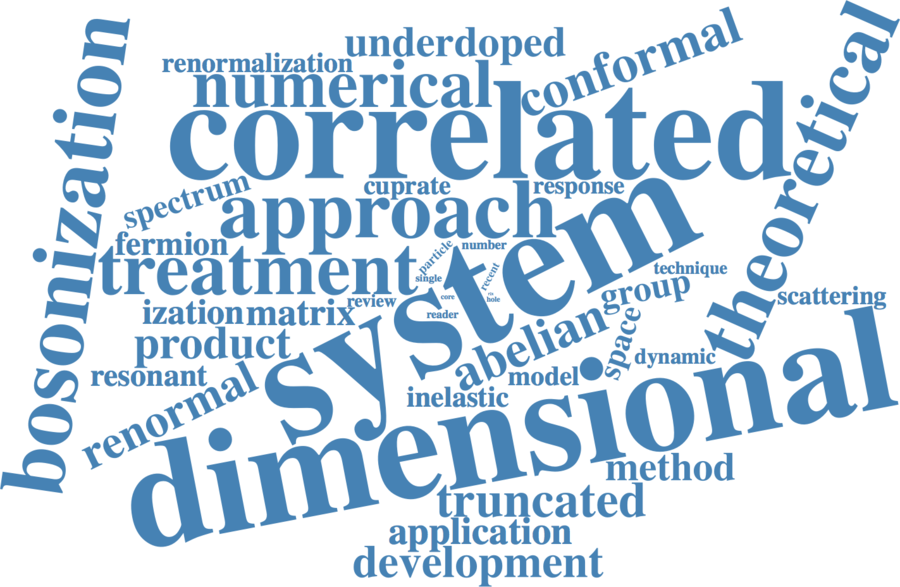 underdoped
renormalization
conformal
numerical
correlated
bosonization
theoretical
spectrum
cuprate
response
approach
fermion
particle
number
treatment
system
single
recent
technique
core
ris
hole
review
reader
ization
matrix
group
scattering
product
abelian
space
dynamic
resonant
model
renormal
inelastic
dimensional
method
truncated
application
development